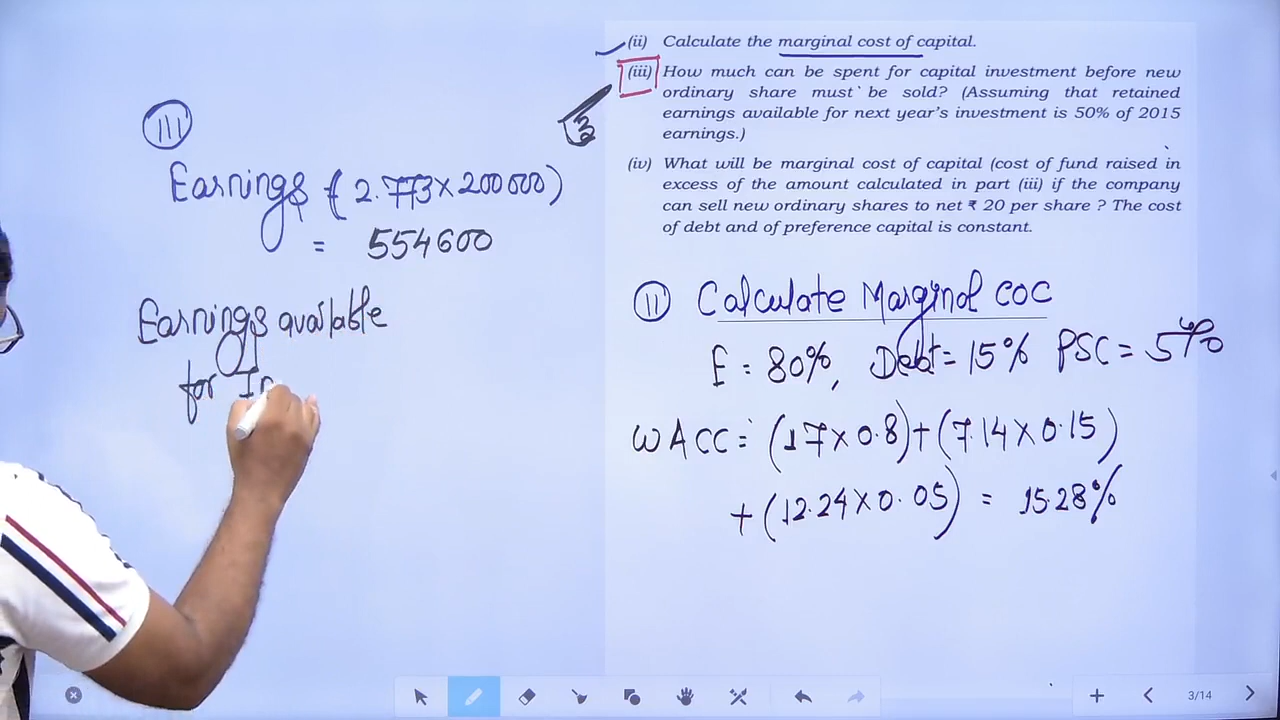 (ii) Calculate the marginal cost of capital.
(iii) How much can be spent for capital investment before new
ordinary share must be sold? (Assuming that retained
earnings available for next year's investment is 50% of 2015
earnings.)
(iv) What will be marginal cost of capital (cost of fund raised in
excess of the amount calculated in part (iii) if the company
can sell new ordinary shares to net ₹ 20 per share ? The cost
of debt and of preference capital is constant.
III
Earnings (2.773×200000)
= 554600
Earnings available
for In
II Calculate Marginal COC
E = 80%, Debt = 15% PSC = 5%
WACC = (17×0.8)+(7.14×0.15)
+(12.24×0.05) = 15.28%
3/14